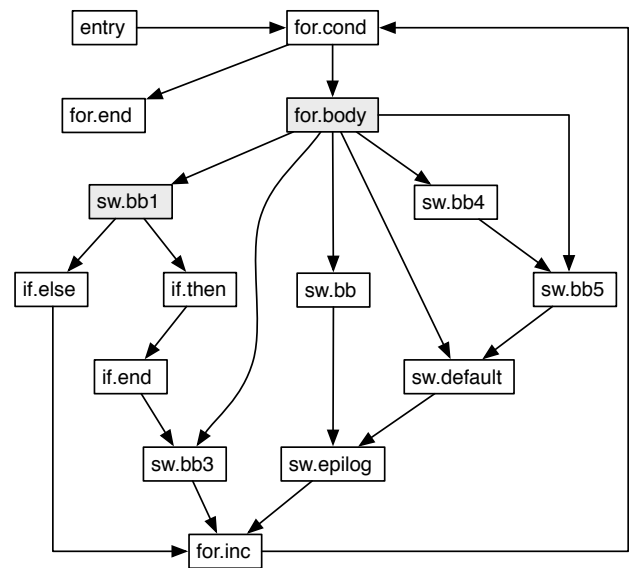 entry
for.cond
for.end
for.body
sw.bb1
sw.bb4
if.else
if.then
sw.bb
sw.bb5
if.end
sw.default
sw.bb3
sw.epilog
for.inc